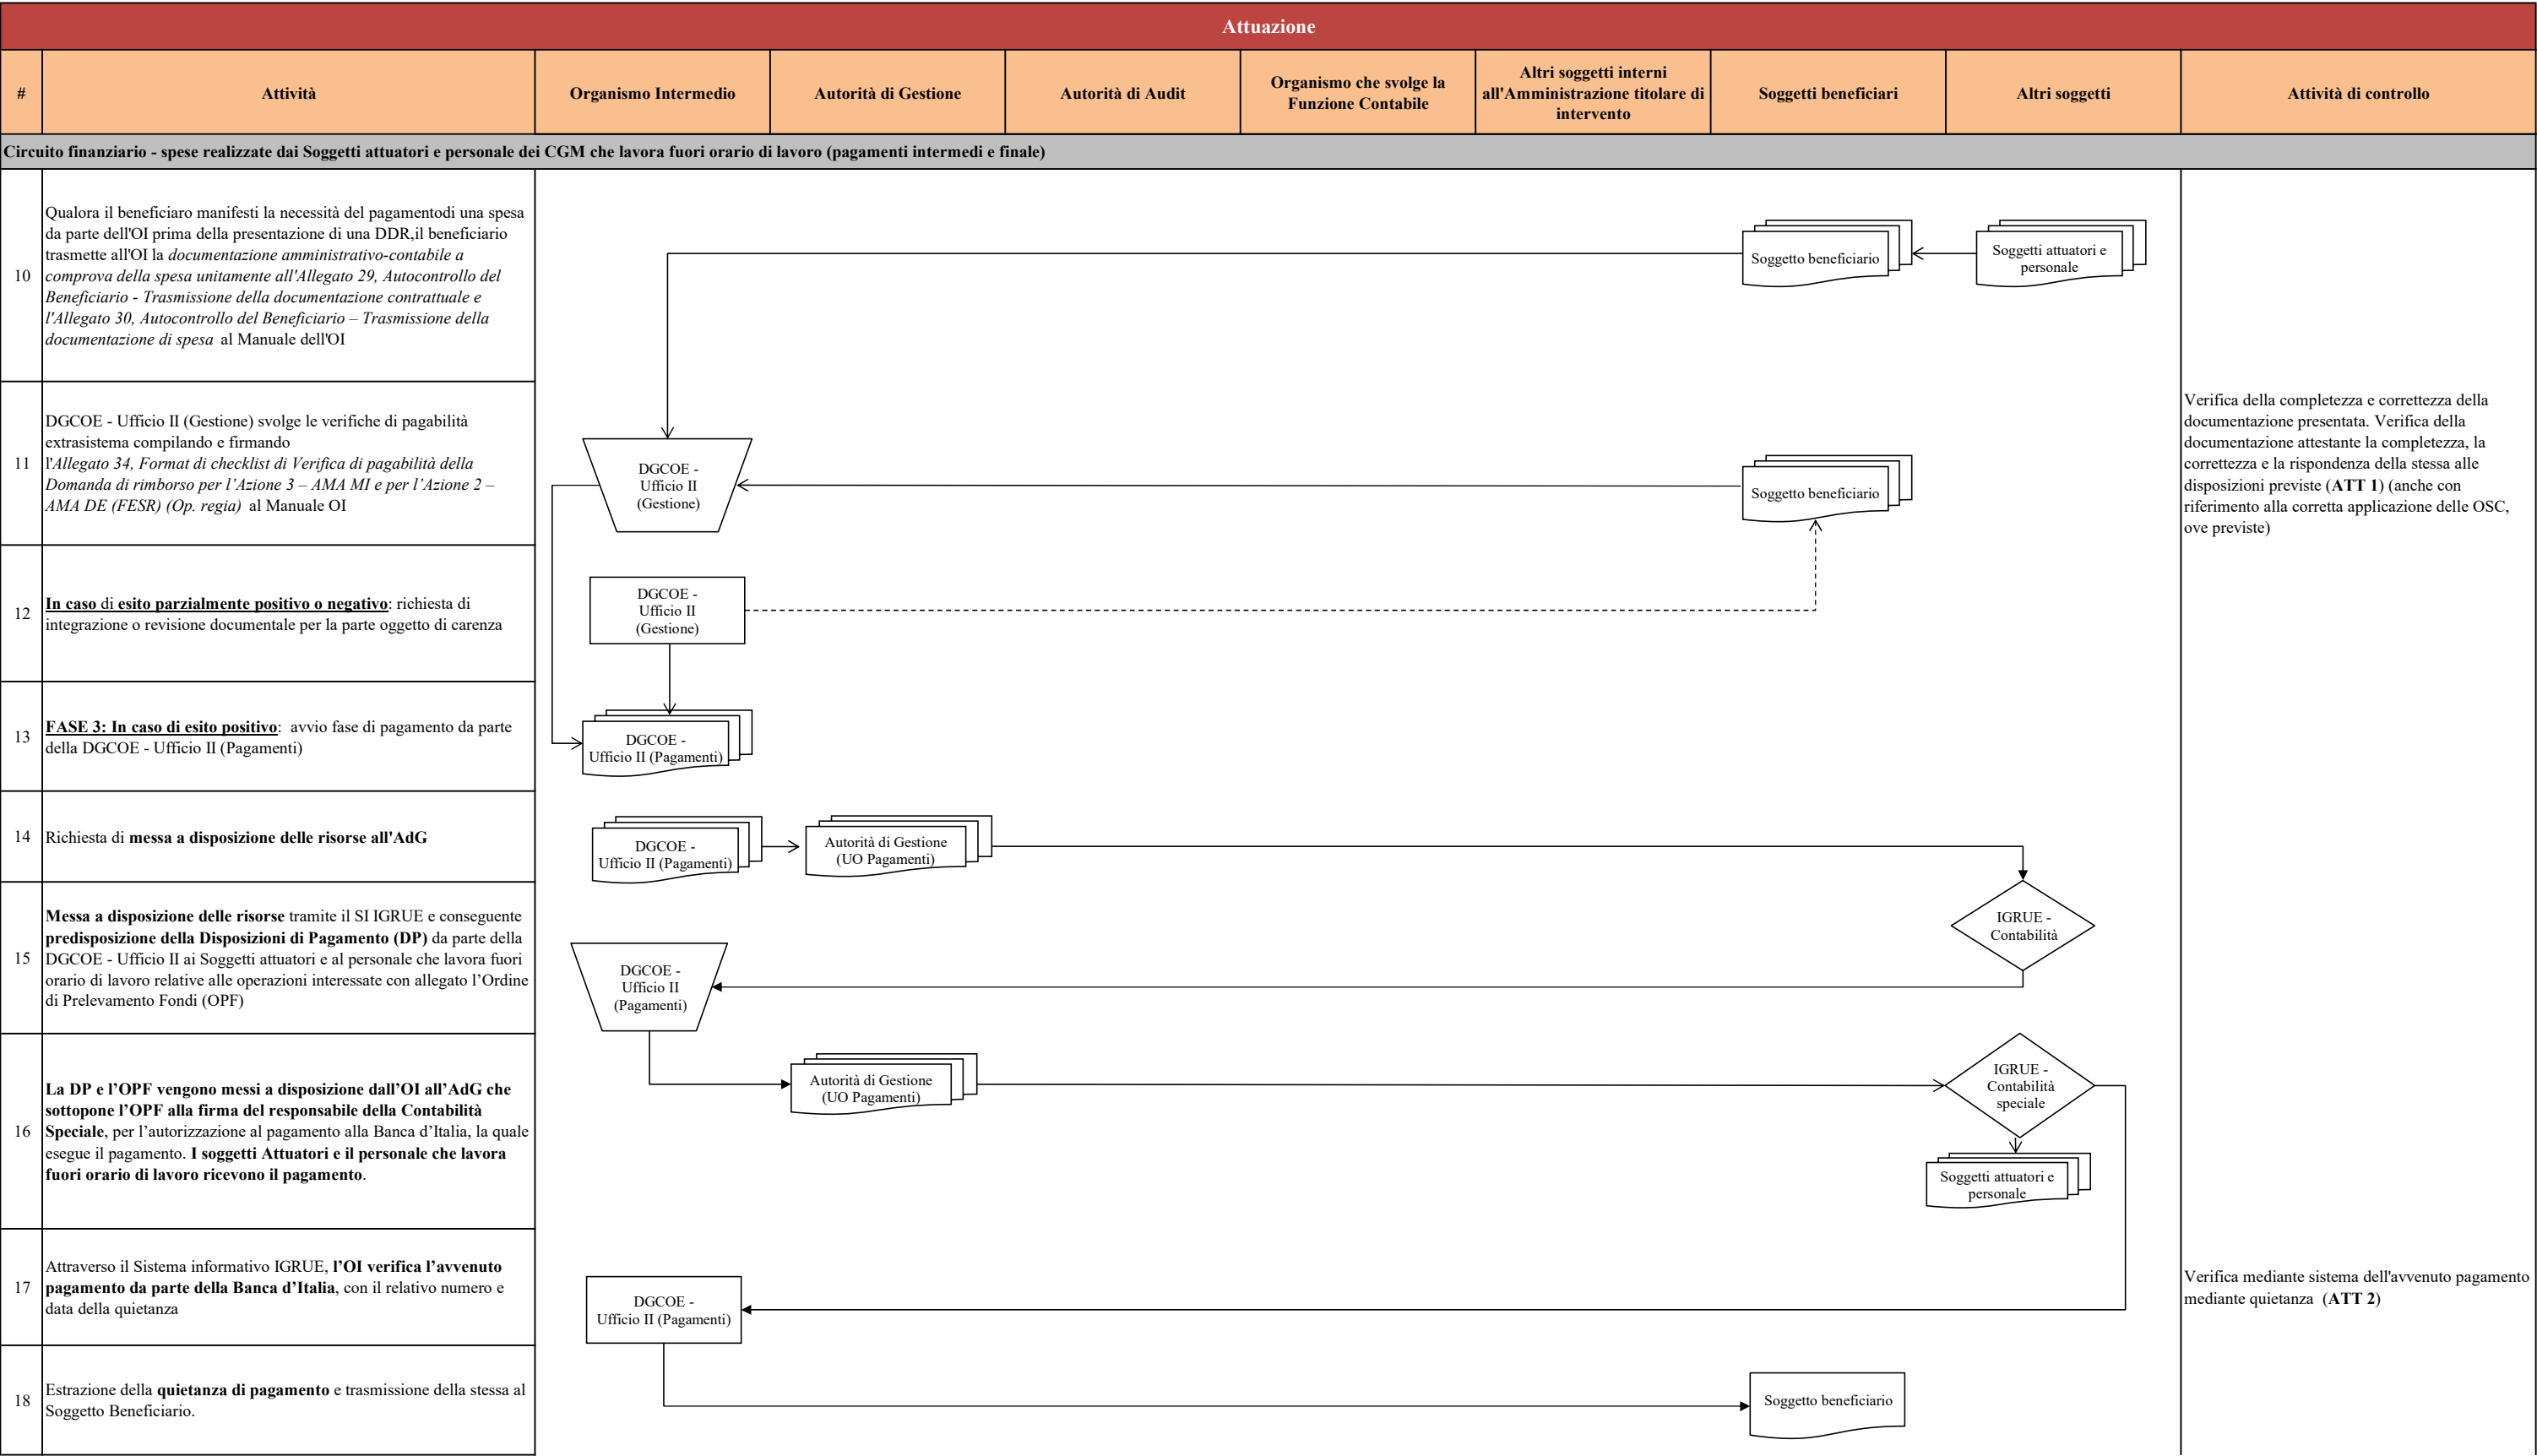 Attuazione
#
Attività
Organismo Intermedio
Autorità di Gestione
Autorità di Audit
Organismo che svolge la
Funzione Contabile
Altri soggetti interni
all'Amministrazione titolare di
intervento
Soggetti beneficiari
Altri soggetti
Attività di controllo
Circuito finanziario - spese realizzate dai Soggetti attuatori e personale dei CGM che lavora fuori orario di lavoro (pagamenti intermedi e finale)
10
Qualora il beneficiaro manifesti la necessità del pagamentodi una spesa
da parte dell'OI prima della presentazione di una DDR,il beneficiario
trasmette all'OI la documentazione amministrativo-contabile a
comprova della spesa unitamente all'Allegato 29, Autocontrollo del
Beneficiario - Trasmissione della documentazione contrattuale e
l'Allegato 30, Autocontrollo del Beneficiario – Trasmissione della
documentazione di spesa al Manuale dell'OI
Soggetto beneficiario
Soggetti attuatori e
personale
11
DGCOE - Ufficio II (Gestione) svolge le verifiche di pagabilità
extrasistema compilando e firmando
l'Allegato 34, Format di checklist di Verifica di pagabilità della
Domanda di rimborso per l’Azione 3 – AMA MI e per l’Azione 2 –
AMA DE (FESR) (Op. regia) al Manuale OI
DGCOE -
Ufficio II
(Gestione)
Soggetto beneficiario
Verifica della completezza e correttezza della
documentazione presentata. Verifica della
documentazione attestante la completezza, la
correttezza e la rispondenza della stessa alle
disposizioni previste (ATT 1) (anche con
riferimento alla corretta applicazione delle OSC,
ove previste)
12
In caso di esito parzialmente positivo o negativo: richiesta di
integrazione o revisione documentale per la parte oggetto di carenza
DGCOE -
Ufficio II
(Gestione)
13
FASE 3: In caso di esito positivo: avvio fase di pagamento da parte
della DGCOE - Ufficio II (Pagamenti)
DGCOE -
Ufficio II (Pagamenti)
14
Richiesta di messa a disposizione delle risorse all'AdG
DGCOE -
Ufficio II (Pagamenti)
Autorità di Gestione
(UO Pagamenti)
15
Messa a disposizione delle risorse tramite il SI IGRUE e conseguente
predisposizione della Disposizioni di Pagamento (DP) da parte della
DGCOE - Ufficio II ai Soggetti attuatori e al personale che lavora fuori
orario di lavoro relative alle operazioni interessate con allegato l’Ordine
di Prelevamento Fondi (OPF)
DGCOE -
Ufficio II
(Pagamenti)
IGRUE -
Contabilità
16
La DP e l’OPF vengono messi a disposizione dall’OI all’AdG che
sottopone l’OPF alla firma del responsabile della Contabilità
Speciale, per l’autorizzazione al pagamento alla Banca d’Italia, la quale
esegue il pagamento. I soggetti Attuatori e il personale che lavora
fuori orario di lavoro ricevono il pagamento.
Autorità di Gestione
(UO Pagamenti)
IGRUE -
Contabilità
speciale
Soggetti attuatori e
personale
17
Attraverso il Sistema informativo IGRUE, l’OI verifica l’avvenuto
pagamento da parte della Banca d’Italia, con il relativo numero e
data della quietanza
DGCOE -
Ufficio II (Pagamenti)
Verifica mediante sistema dell'avvenuto pagamento
mediante quietanza (ATT 2)
18
Estrazione della quietanza di pagamento e trasmissione della stessa al
Soggetto Beneficiario.
Soggetto beneficiario